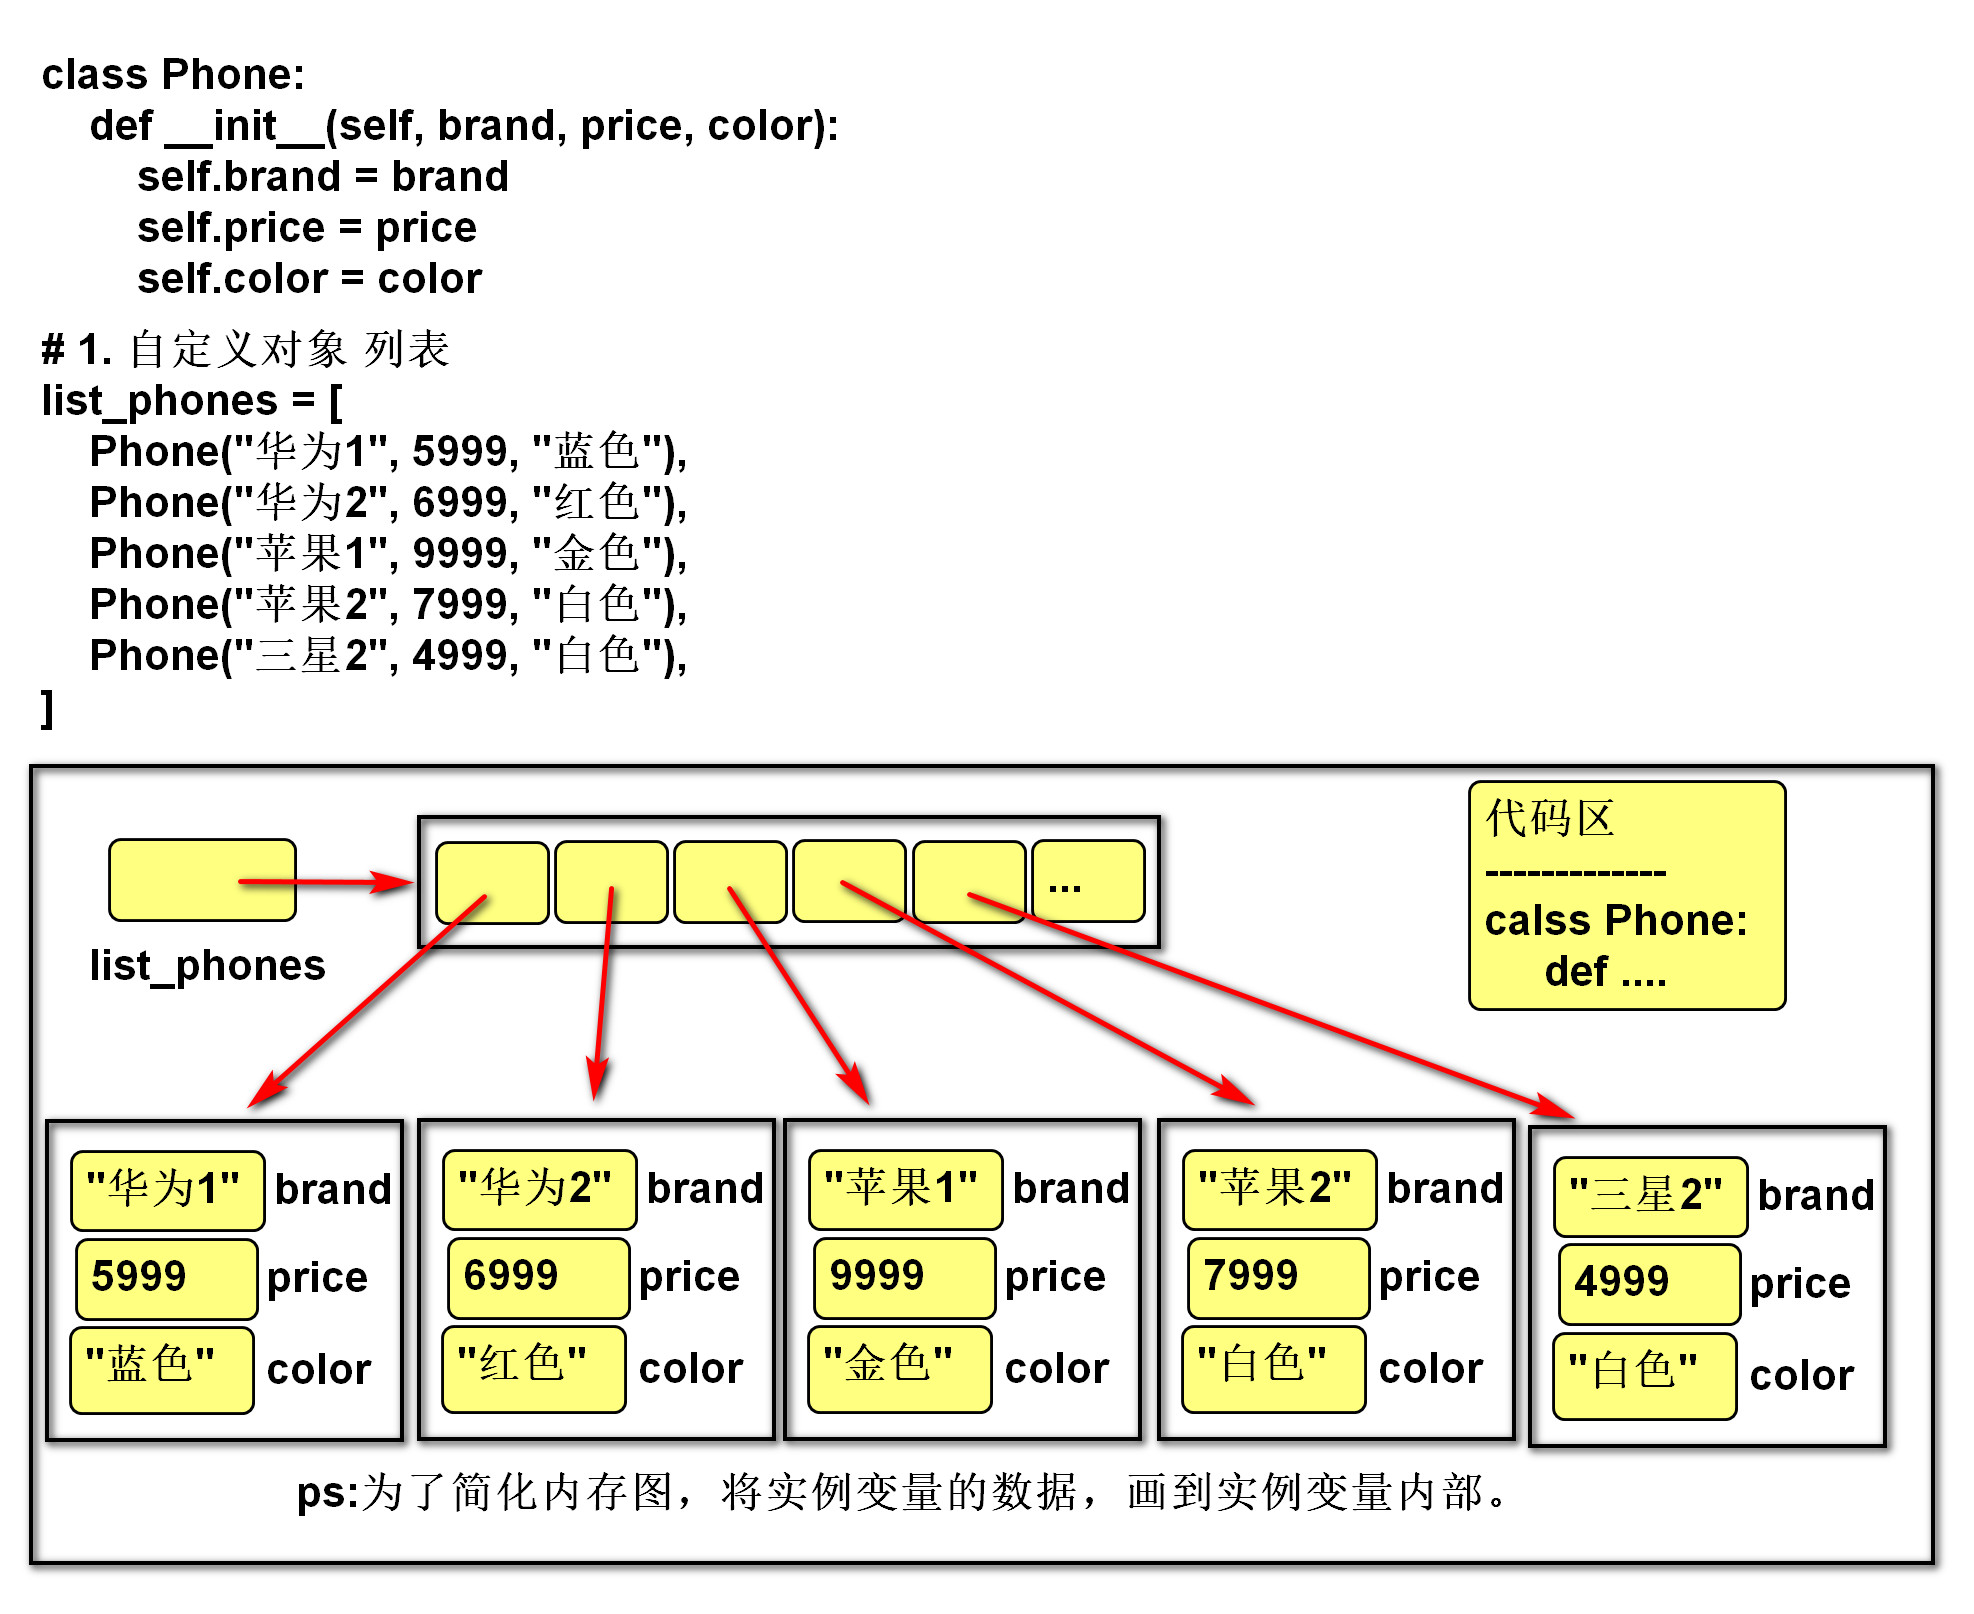 class Phone:
    def __init__(self, brand, price, color):
        self.brand = brand
        self.price = price
        self.color = color
# 1. 自定义对象 列表
list_phones = [
    Phone("华为1", 5999, "蓝色"),
    Phone("华为2", 6999, "红色"),
    Phone("苹果1", 9999, "金色"),
    Phone("苹果2", 7999, "白色"),
    Phone("三星2", 4999, "白色"),
]
list_phones
...
代码区
-------------
calss Phone:
    def ....
"华为1" brand
5999 price
"蓝色" color
"华为2" brand
6999 price
"红色" color
"苹果1" brand
9999 price
"金色" color
"苹果2" brand
7999 price
"白色" color
"三星2" brand
4999 price
"白色" color
ps:为了简化内存图，将实例变量的数据，画到实例变量内部。